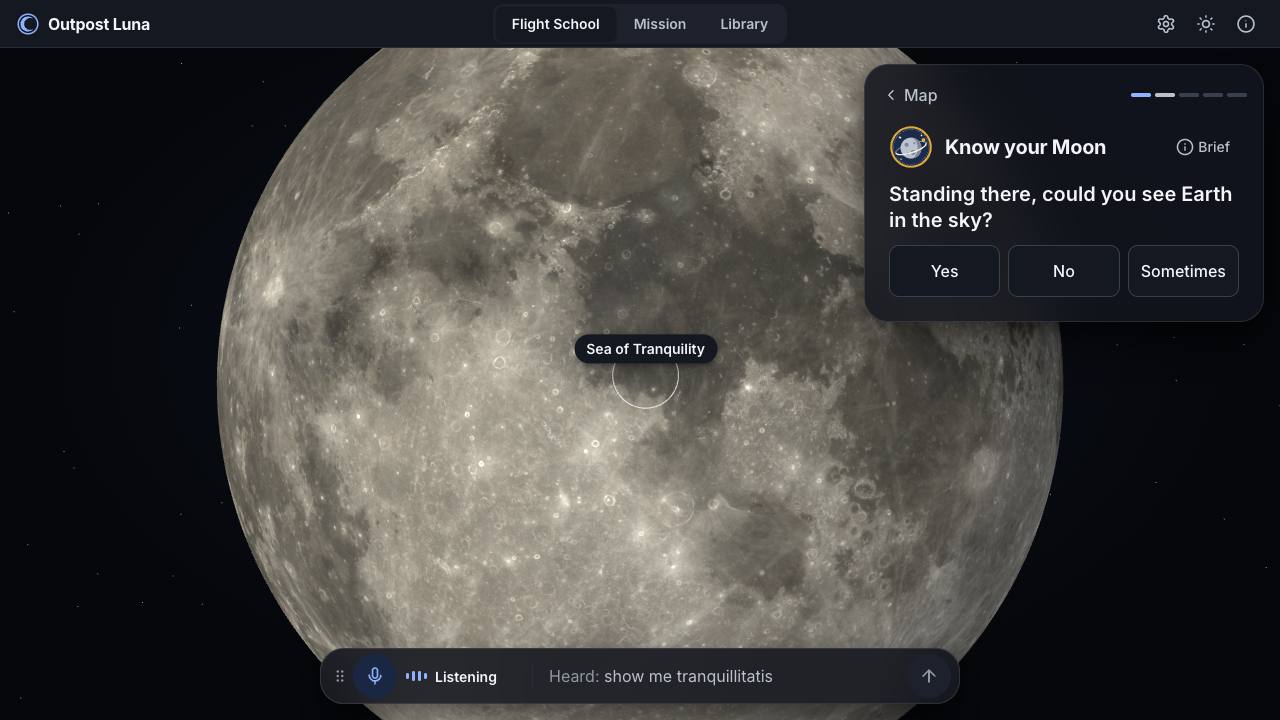 Outpost Luna
Flight School
Mission
Library
Map
Know your Moon
Brief
Standing there, could you see Earth
in the sky?
Yes
No
Sometimes
Sea of Tranquility
Listening
Heard: show me tranquillitatis